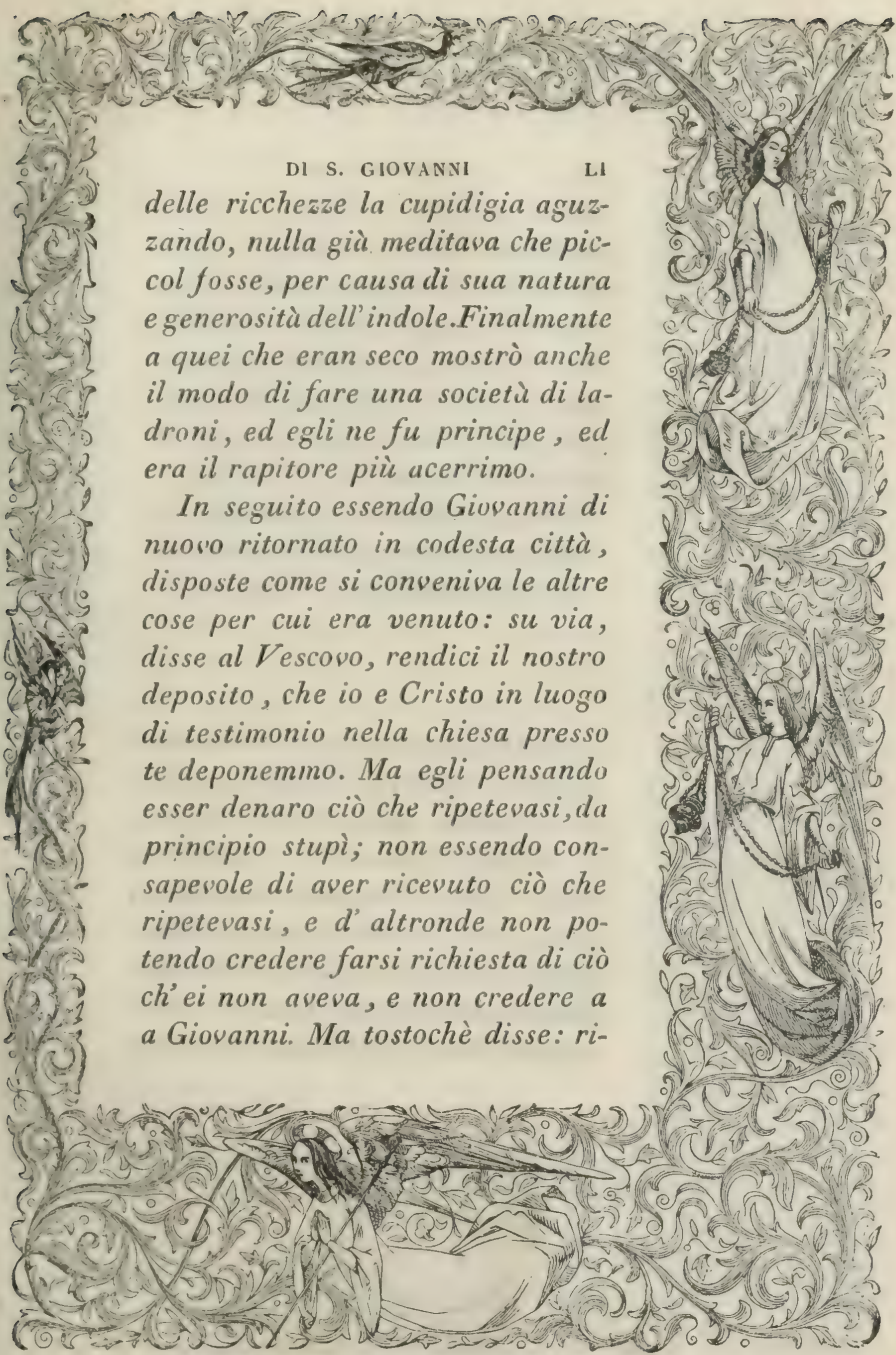 DI S. GIOVANNI LI
delle ricchezze la cupidigia aguz-
zando, nulla già meditava che pic-
col fosse, per causa di sua natura
e generosità dell' indole. Finalmente
a quei che eran seco mostrò anche
il modo di fare una società di la-
droni, ed egli ne fu principe, ed
era il rapitore più acerrimo.
In seguito essendo Giovanni di
nuovo ritornato in codesta città,
disposte come si conveniva le altre
cose per cui era venuto: su via,
disse al Vescovo, rendici il nostro
deposito, che io e Cristo in luogo
di testimonio nella chiesa presso
te deponemmo. Ma egli pensando
esser denaro ciò che ripetevasi, da
principio stupì; non essendo con-
sapevole di aver ricevuto ciò che
ripetevasi, e d' altronde non po-
tendo credere farsi richiesta di ciò
ch' ei non aveva, e non credere a
a Giovanni. Ma tostochè disse: ri-